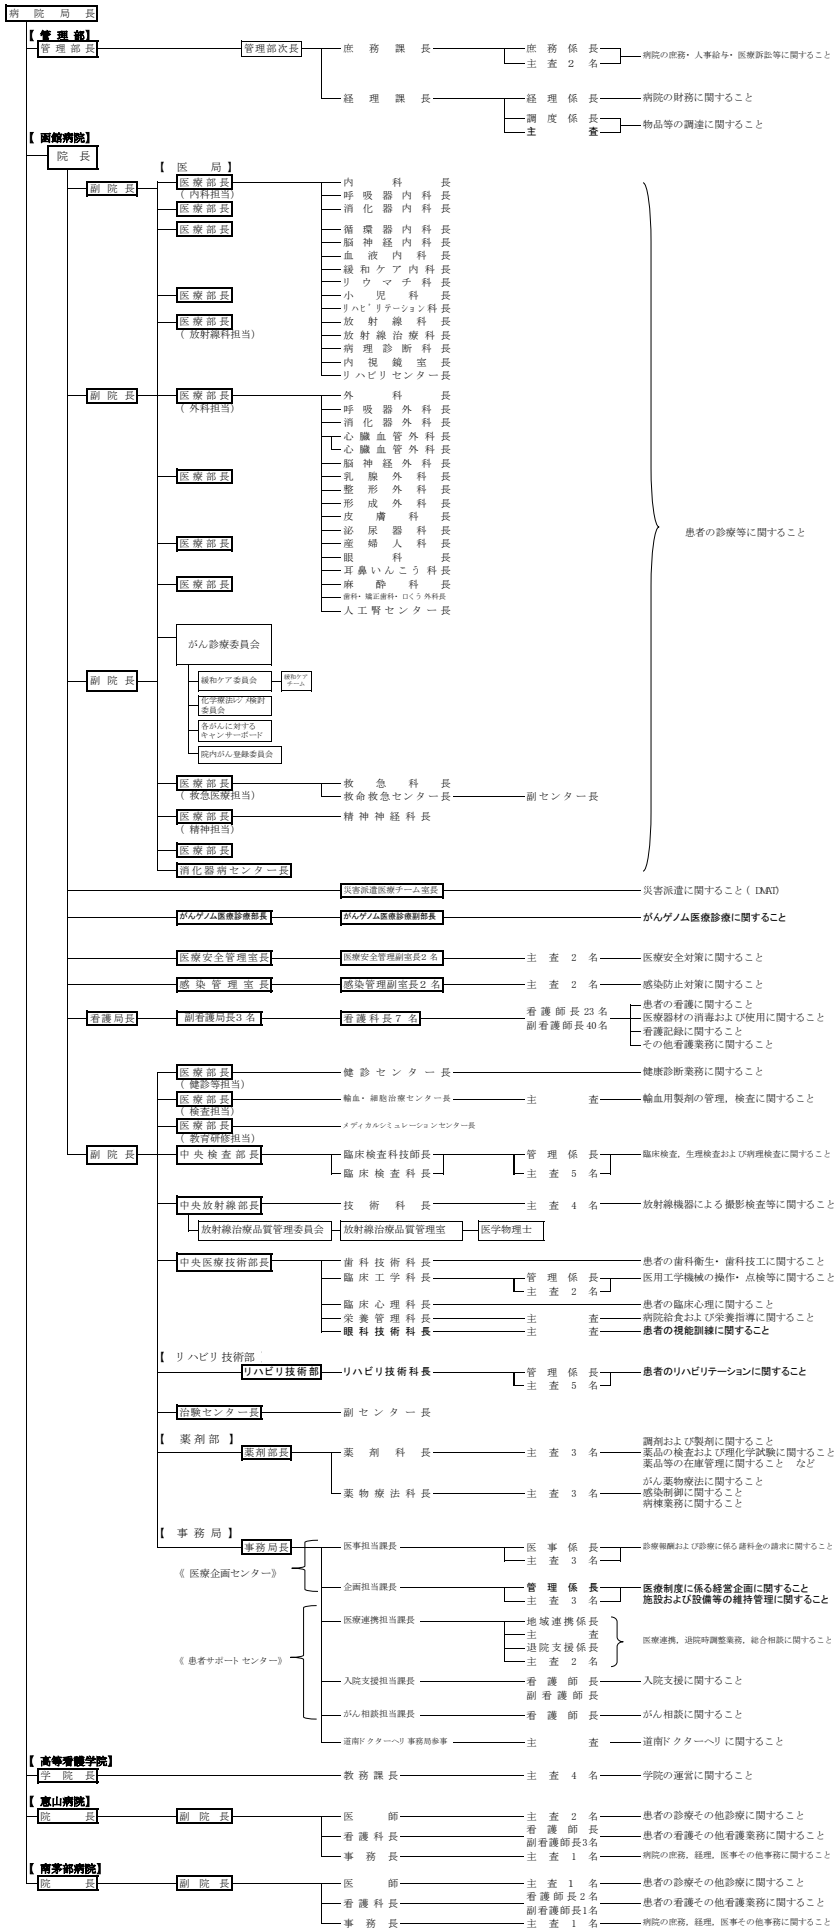 病院局長
【管理部】
管理部長 管理部次長 庶務課長 庶務係長 病院の庶務・人事給与・医療訴訟等に関すること
主査2名
経理課長 経理係長 病院の財務に関すること
調度係長 物品等の調達に関すること
主査
【函館病院】
院長
【医局】
副院長 医療部長 内科長
(内科担当) 呼吸器内科長
医療部長 消化器内科長
医療部長 循環器内科長
脳神経内科長
血液内科長
緩和ケア内科長
リウマチ科長
医療部長 小児科長
リハビリテーション科長
医療部長 放射線科長
(放射線科担当) 放射線治療科長
病理診断科長
内視鏡室長
リハビリセンター長
副院長 医療部長 外科長
(外科担当) 呼吸器外科長
消化器外科長
心臓血管外科長
心臓血管外科長
脳神経外科長
医療部長 乳腺外科長
整形外科長
形成外科長
皮膚科長
泌尿器科長
患者の診療等に関すること
医療部長 産婦人科長
眼科長
耳鼻いんこう科長
医療部長 麻酔科長
歯科・矯正歯科・口くう外科長
人工腎センター長
がん診療委員会
副院長 緩和ケア委員会 緩和ケアチーム
化学療法レジメ検討
委員会
各がんに対する
キャンサーボード
院内がん登録委員会
医療部長 救急科長
(救急医療担当) 救命救急センター長 副センター長
医療部長 精神神経科長
(精神担当)
医療部長
消化器病センター長
災害派遣医療チーム室長 災害派遣に関すること(DMAT)
がんゲノム医療診療部長 がんゲノム医療診療副部長 がんゲノム医療診療に関すること
医療安全管理室長 医療安全管理副室長2名 主査2名 医療安全対策に関すること
感染管理室長 感染管理副室長2名 主査2名 感染防止対策に関すること
患者の看護に関すること
看護局長 副看護局長3名 看護科長7名 看護師長23名 医療器材の消毒および使用に関すること
副看護師長40名 看護記録に関すること
その他看護業務に関すること
医療部長 健診センター長 健康診断業務に関すること
(健診等担当)
医療部長 輸血・細胞治療センター長 主査 輸血用製剤の管理，検査に関すること
(検査担当)
医療部長 メディカルシミュレーションセンター長
(教育研修担当)
副院長 中央検査部長 臨床検査科技師長 管理係長 臨床検査，生理検査および病理検査に関すること
臨床検査科長 主査5名
中央放射線部長 技術科長 主査4名 放射線機器による撮影検査等に関すること
放射線治療品質管理委員会 放射線治療品質管理室 医学物理士
中央医療技術部長 歯科技術科長 患者の歯科衛生・歯科技工に関すること
臨床工学科長 管理係長 医用工学機械の操作・点検等に関すること
主査2名
臨床心理科長 患者の臨床心理に関すること
栄養管理科長 主査 病院給食および栄養指導に関すること
眼科技術科長 主査 患者の視能訓練に関すること
【リハビリ技術部
リハビリ技術部 リハビリ技術科長 管理係長 患者のリハビリテーションに関すること
主査5名
治験センター長 副センター長
【薬剤部】
調剤および製剤に関すること
薬剤部長 薬剤科長 主査3名 薬品の検査および理化学試験に関すること
薬品等の在庫管理に関すること など
がん薬物療法に関すること
薬物療法科長 主査3名 感染制御に関すること
病棟業務に関すること
【事務局】
事務局長 医事担当課長 医事係長 診療報酬および診療に係る諸料金の請求に関すること
主査3名
《医療企画センター》
企画担当課長 管理係長 医療制度に係る経営企画に関すること
主査3名 施設および設備等の維持管理に関すること
医療連携担当課長 地域連携係長
主査 医療連携，退院時調整業務，総合相談に関すること
退院支援係長
《患者サポートセンター》 主査2名
入院支援担当課長 看護師長 入院支援に関すること
副看護師長
がん相談担当課長 看護師長 がん相談に関すること
道南ドクターヘリ事務局参事 主査 道南ドクターヘリに関すること
【高等看護学院】
学院長 教務課長 主査4名 学院の運営に関すること
【恵山病院】
院長 副院長 医師 主査2名 患者の診療その他診療に関すること
看護科長 看護師長 患者の看護その他看護業務に関すること
副看護師長3名
事務長 主査1名 病院の庶務，経理，医事その他事務に関すること
【南茅部病院】
院長 副院長 医師 主査1名 患者の診療その他診療に関すること
看護科長 看護師長2名 患者の看護その他看護業務に関すること
副看護師長1名
事務長 主査1名 病院の庶務，経理，医事その他事務に関すること